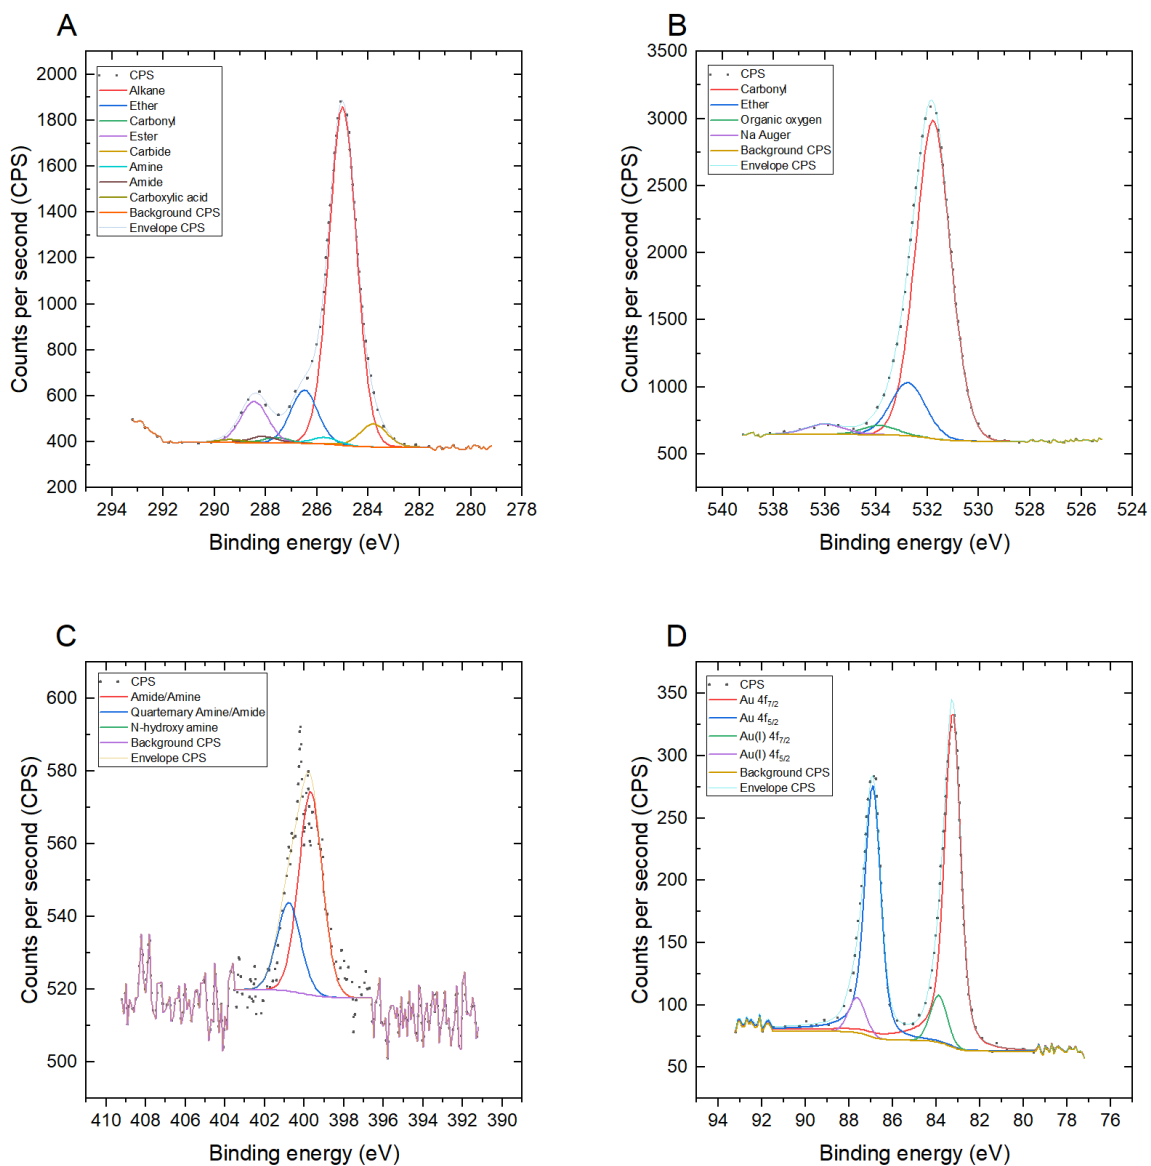 A
2000
1800
1600
1400
1200
1000
800
600
400
200
Counts per second (CPS)
CPS
Alkane
Ether
Carbonyl
Ester
Carbide
Amine
Amide
Carboxylic acid
Background CPS
Envelope CPS
294 292 290 288 286 284 282 280 278
Binding energy (eV)
B
3500
3000
2500
2000
1500
1000
500
Counts per second (CPS)
CPS
Carbonyl
Ether
Organic oxygen
Na Auger
Background CPS
Envelope CPS
540 538 536 534 532 530 528 526 524
Binding energy (eV)
C
600
580
560
540
520
500
Counts per second (CPS)
CPS
Amide/Amine
Quarternary Amine/Amide
N-hydroxy amine
Background CPS
Envelope CPS
410 408 406 404 402 400 398 396 394 392 390
Binding energy (eV)
D
350
300
250
200
150
100
50
Counts per second (CPS)
CPS
Au 4f7/2
Au 4f5/2
Au(I) 4f7/2
Au(I) 4f5/2
Background CPS
Envelope CPS
94 92 90 88 86 84 82 80 78 76
Binding energy (eV)